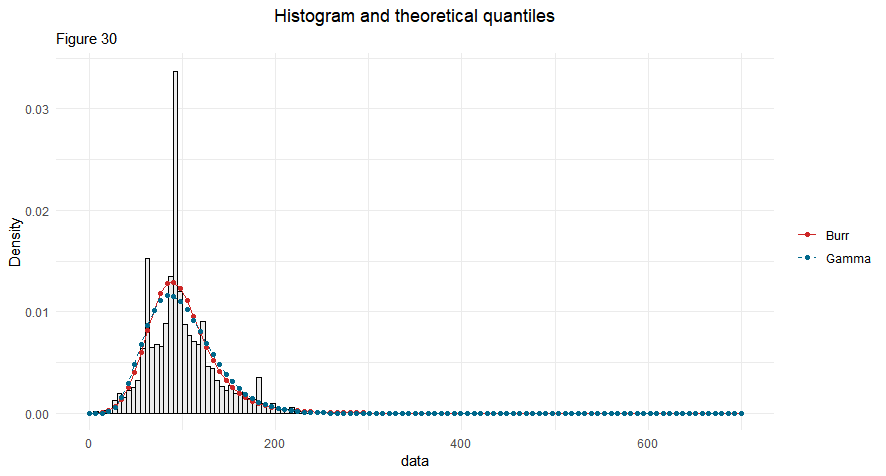 Histogram and theoretical quantiles
Figure 30
0.03
0.02
0.01
0.00
Density
0
200
400
600
data
Burr
Gamma